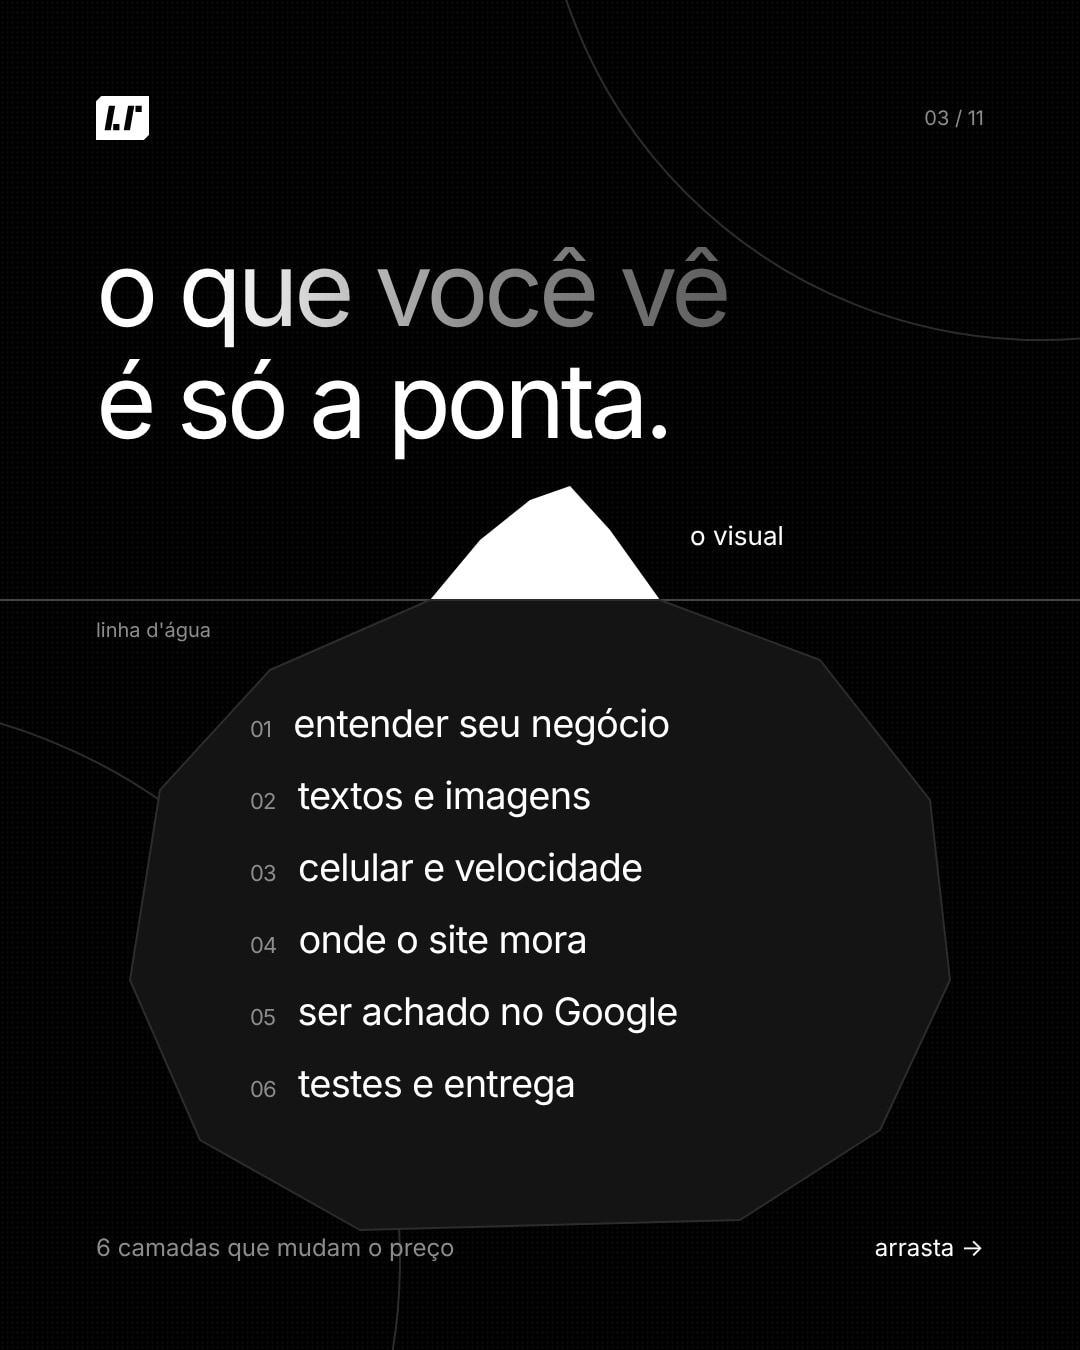 03 / 11
o que você vê
é só a ponta.
o visual
linha d'água
01 entender seu negócio
02 textos e imagens
03 celular e velocidade
04 onde o site mora
05 ser achado no Google
06 testes e entrega
6 camadas que mudam o preço
arrasta →